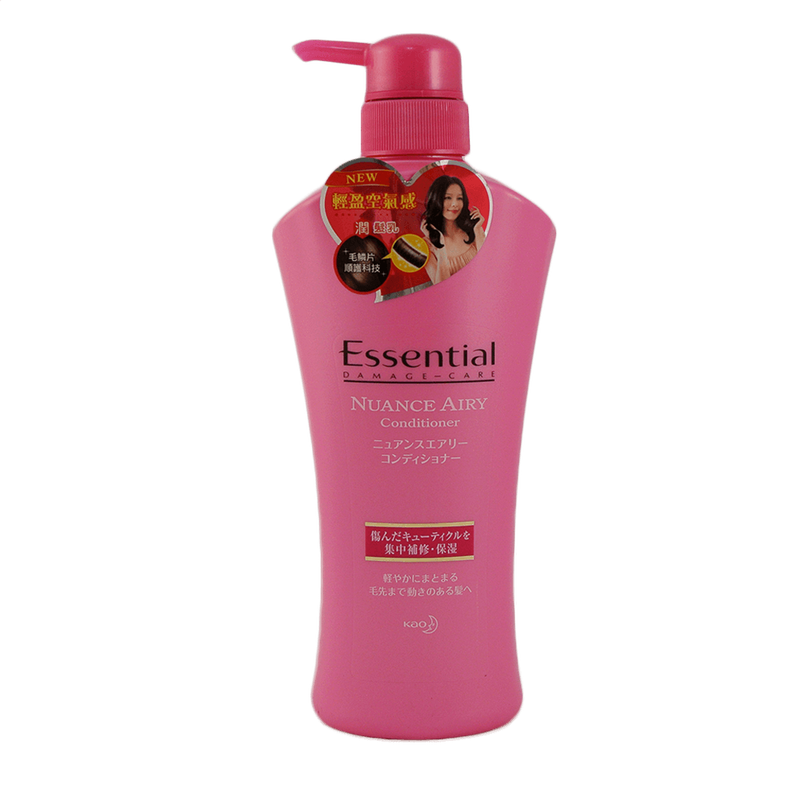 NEW
輕盈空氣感
潤髮乳
毛鱗片
順護科技
Essential
DAMAGE-CARE
NUANCE AIRY
Conditioner
ニュアンスエアリー
コンディショナー
傷んだキューティクルを
集中補修・保湿
軽やかにまとまる
毛先まで動きのある髪へ
Kao